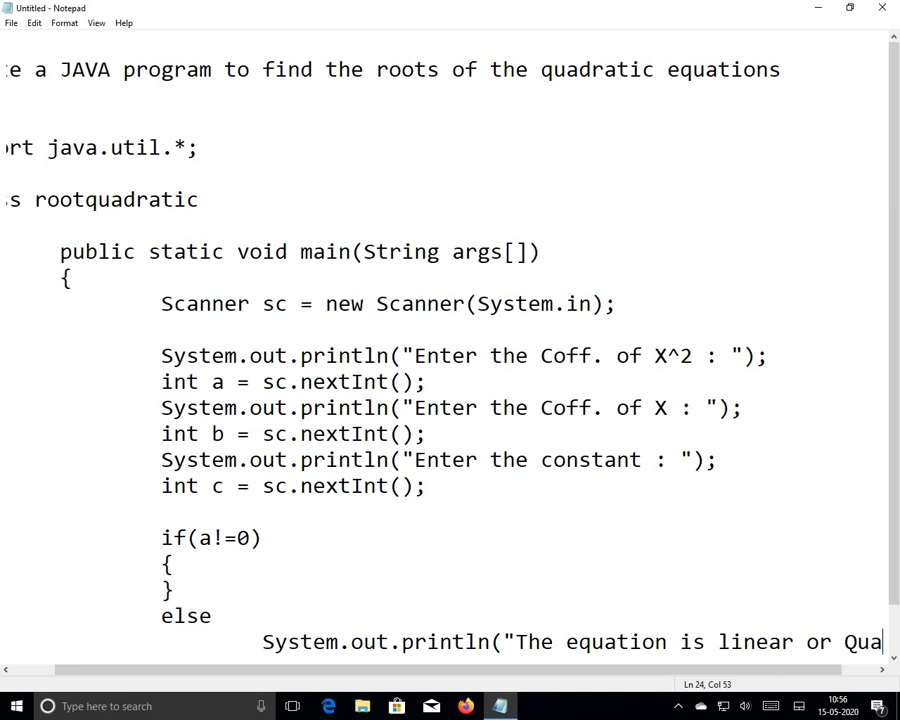 Untitled - Notepad
File Edit Format View Help
te a JAVA program to find the roots of the quadratic equations
ort java.util.*;
ss rootquadratic
public static void main(String args[])
{
Scanner sc = new Scanner(System.in);
System.out.println("Enter the Coff. of X^2 : ");
int a = sc.nextInt();
System.out.println("Enter the Coff. of X : ");
int b = sc.nextInt();
System.out.println("Enter the constant : ");
int c = sc.nextInt();
if(a!=0)
{
}
else
System.out.println("The equation is linear or Qua
Ln 24, Col 53
Type here to search
10:56
15-05-2020
7